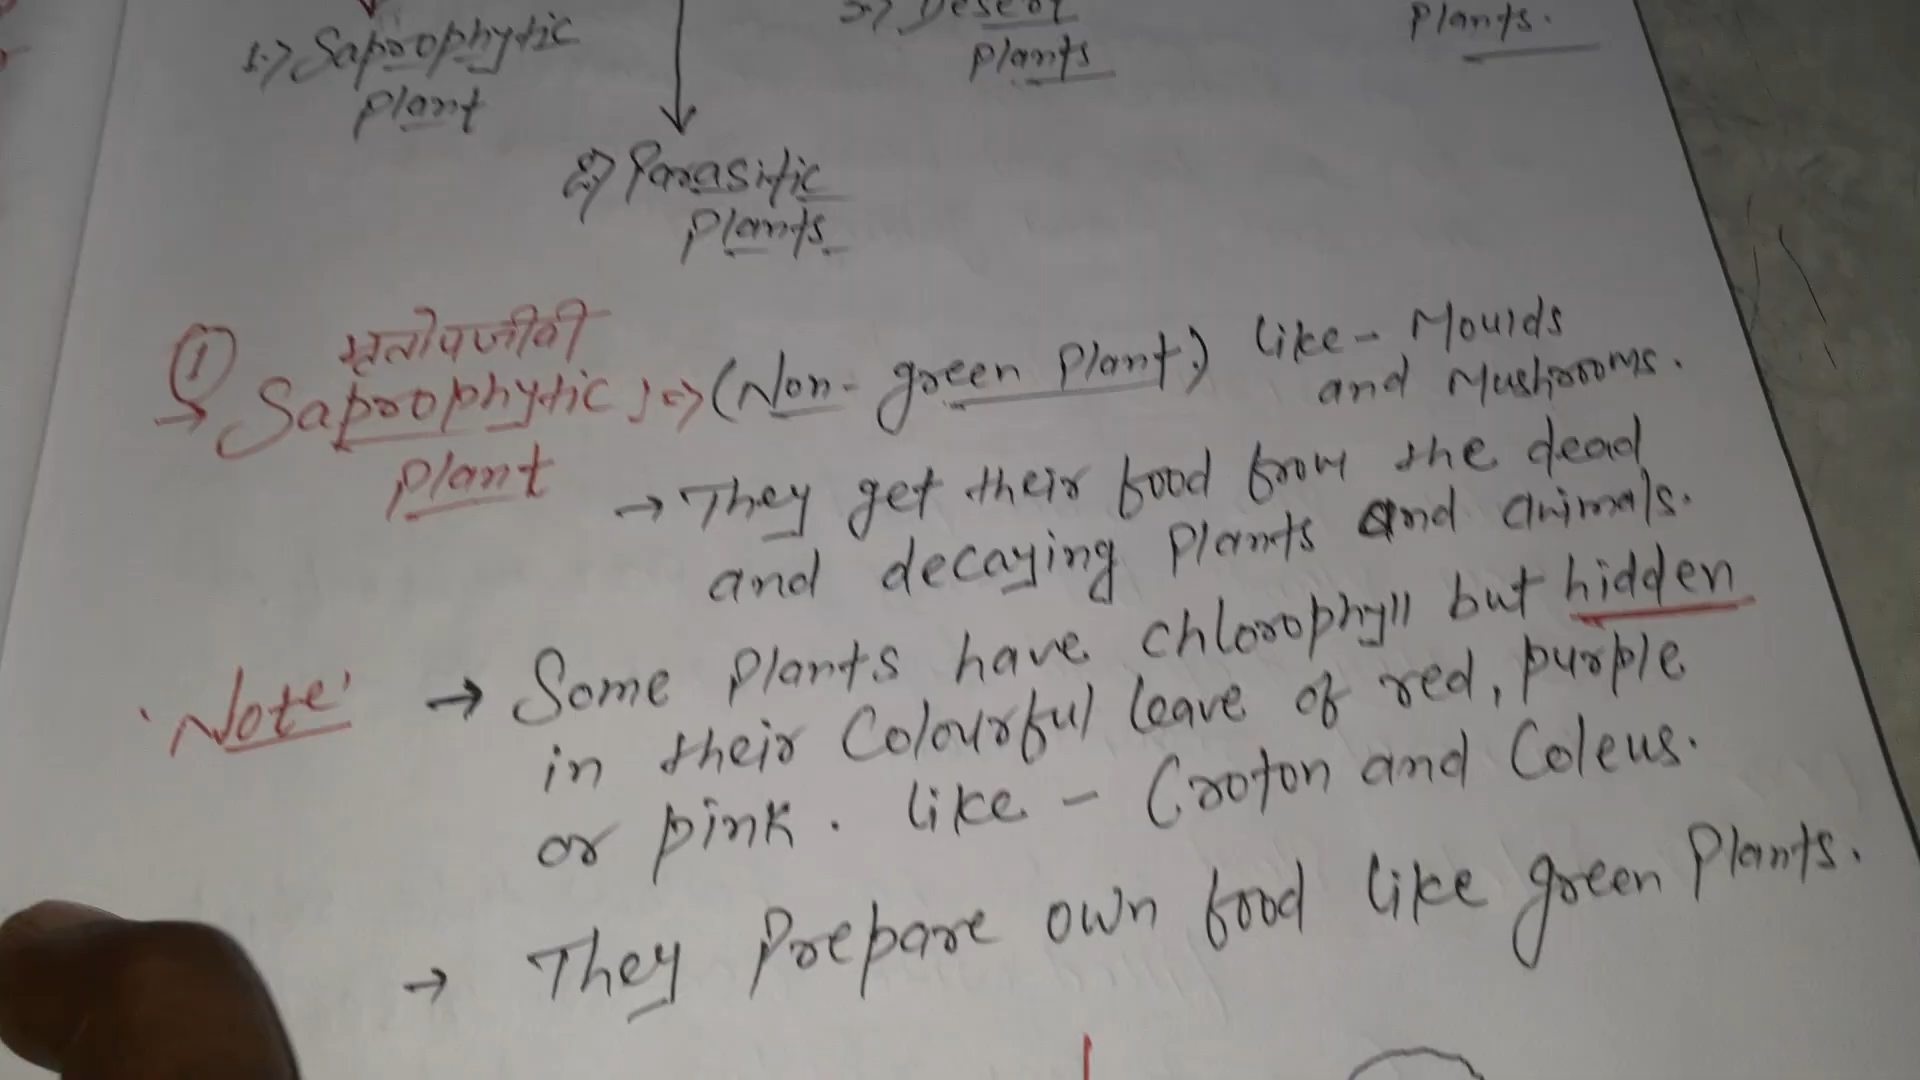 1.) Saprophytic
Plant
Desert
Plants
Plants.
2) Parasitic
Plants
① मृतोपजीवी
Saprophytic :⇒ (Non-green Plant) like - Moulds
and Mushrooms.
Plant
→ They get their food from the dead
and decaying Plants and animals.
'Note' → Some Plants have chlorophyll but hidden
in their Colourful leave of red, purple
or pink. like - Croton and Coleus.
→ They Prepare own food like green Plants.